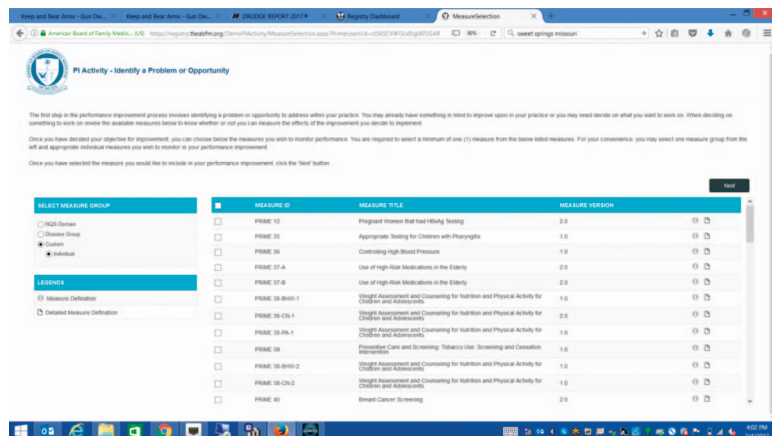 Keep and Bear Arms - Gun Ow...
Keep and Bear Arms - Gun Ow...
DRUDGE REPORT 2017®
Registry Dashboard
MeasureSelection
American Board of Family Medic... (US)
80%
sweet springs missouri
PI Activity - Identify a Problem or Opportunity
The first step in the performance improvement process involves identifying a problem or opportunity to address within your practice. You may already have something in mind to improve upon in your practice or you may need decide on what you want to work on. When deciding on
something to work on review the available measures below to know whether or not you can measure the effects of the improvement you decide to implement.
Once you have decided your objective for improvement, you can choose below the measures you wish to monitor performance. You are required to select a minimum of one (1) measure from the below listed measures. For your convenience, you may select one measure group from the
left and appropriate individual measures you wish to monitor in your performance improvement
Once you have selected the measure you would like to include in your performance improvement, click the 'Next' button.
Next
SELECT MEASURE GROUP
NQS Domain
Disease Group
Custom
Individual
LEGENDS
Measure Definition
Detailed Measure Definition
MEASURE ID MEASURE TITLE MEASURE VERSION
PRIME 12 Pregnant Women that had HBsAg Testing 2.0
PRIME 35 Appropriate Testing for Children with Pharyngitis 1.0
PRIME 36 Controlling High Blood Pressure 1.0
PRIME 37-A Use of High-Risk Medications in the Elderly 2.0
PRIME 37-B Use of High-Risk Medications in the Elderly 2.0
PRIME 38-BHW-1 Weight Assessment and Counseling for Nutrition and Physical Activity for
Children and Adolescents 1.0
PRIME 38-CN-1 Weight Assessment and Counseling for Nutrition and Physical Activity for
Children and Adolescents 2.0
PRIME 38-PA-1 Weight Assessment and Counseling for Nutrition and Physical Activity for
Children and Adolescents 1.0
PRIME 39 Preventive Care and Screening: Tobacco Use: Screening and Cessation
Intervention 1.0
PRIME 38-BHW-2 Weight Assessment and Counseling for Nutrition and Physical Activity for
Children and Adolescents 1.0
PRIME 38-CN-2 Weight Assessment and Counseling for Nutrition and Physical Activity for
Children and Adolescents 1.0
PRIME 40 Breast Cancer Screening 2.0
4:02 PM